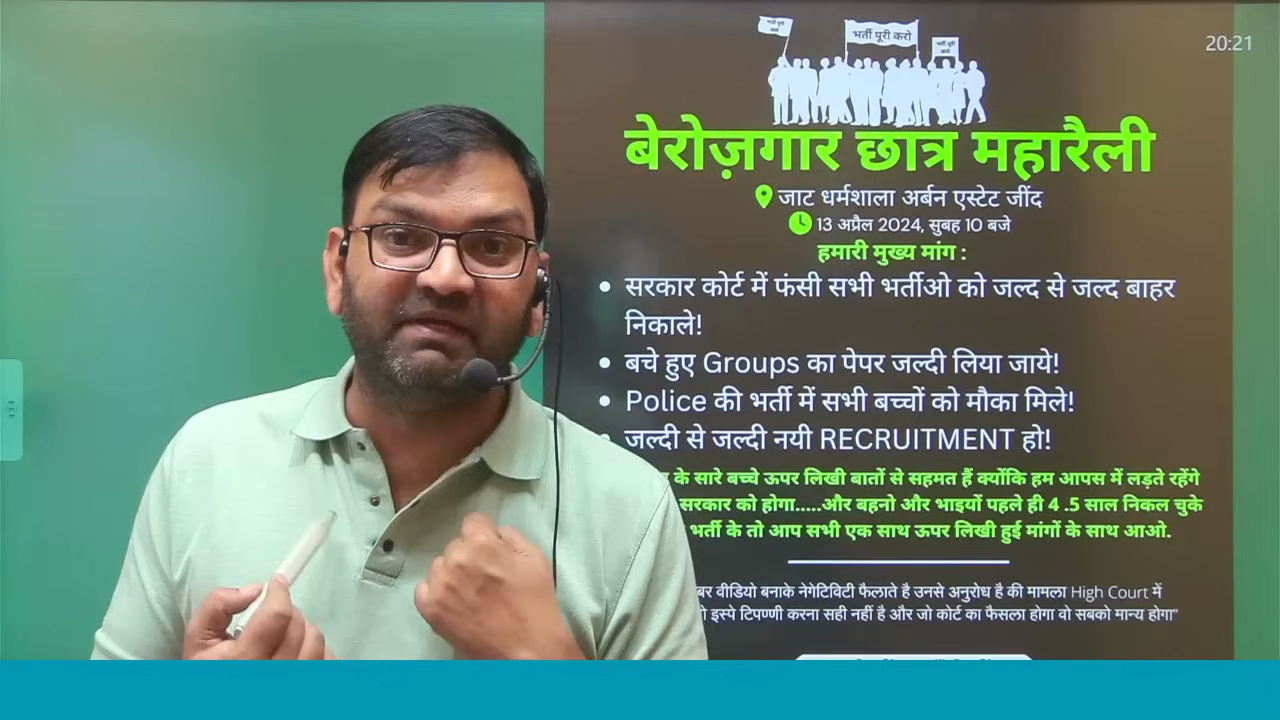 भर्ती पूरी करो
20:21
बेरोज़गार छात्र महारैली
जाट धर्मशाला अर्बन एस्टेट जींद
13 अप्रैल 2024, सुबह 10 बजे
हमारी मुख्य मांग :
सरकार कोर्ट में फंसी सभी भर्तीओ को जल्द से जल्द बाहर
निकाले!
बचे हुए Groups का पेपर जल्दी लिया जाये!
Police की भर्ती में सभी बच्चों को मौका मिले!
जल्दी से जल्दी नयी RECRUITMENT हो!
के सारे बच्चे ऊपर लिखी बातों से सहमत हैं क्योंकि हम आपस में लड़ते रहेंगे
सरकार को होगा.....और बहनो और भाइयों पहले ही 4 .5 साल निकल चुके
भर्ती के तो आप सभी एक साथ ऊपर लिखी हुई मांगों के साथ आओ.
वीडियो बनाके नेगेटिविटी फैलाते है उनसे अनुरोध है की मामला High Court में
इस्पे टिपण्णी करना सही नहीं है और जो कोर्ट का फैसला होगा वो सबको मान्य होगा"